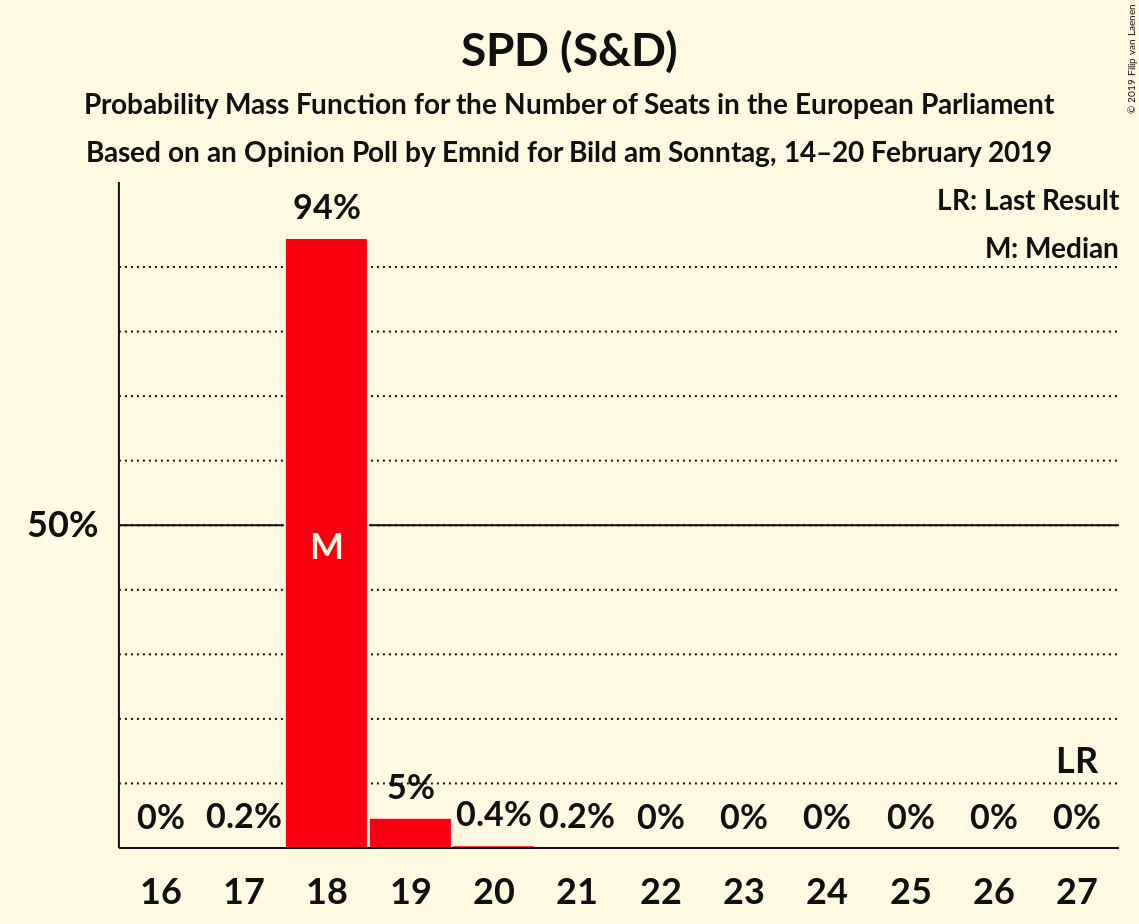 SPD (S&D)
Probability Mass Function for the Number of Seats in the European Parliament
Based on an Opinion Poll by Emnid for Bild am Sonntag, 14–20 February 2019
© 2019 Filip van Laenen
LR: Last Result
M: Median
94%
50%
M
LR
5%
0% 0.2% 0.4% 0.2% 0% 0% 0% 0% 0% 0%
16 17 18 19 20 21 22 23 24 25 26 27